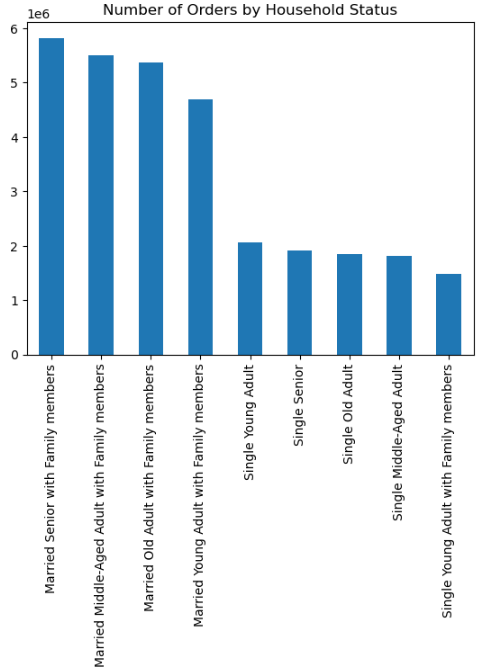 Number of Orders by Household Status
1e6
6
5
4
3
2
1
0
Married Senior with Family members
Married Middle-Aged Adult with Family members
Married Old Adult with Family members
Married Young Adult with Family members
Single Young Adult
Single Senior
Single Old Adult
Single Middle-Aged Adult
Single Young Adult with Family members